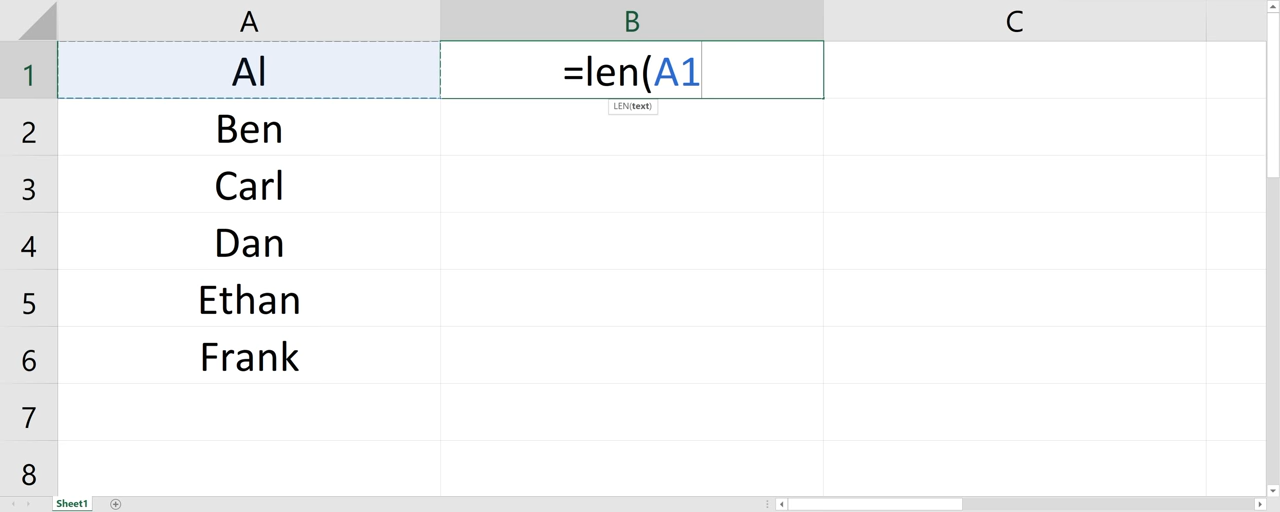 A B C
1 Al =len(A1
LEN(text)
2 Ben
3 Carl
4 Dan
5 Ethan
6 Frank
7
8
Sheet1